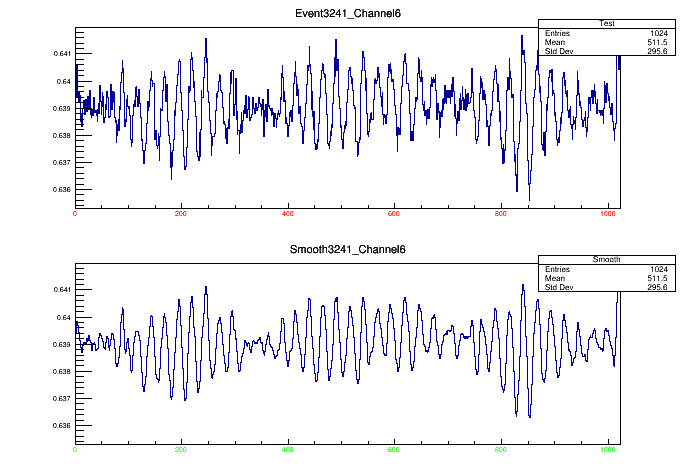 Event3241_Channel6
Test
Entries 1024
Mean 511.5
Std Dev 295.6
0.641
0.64
0.639
0.638
0.637
0.636
0 200 400 600 800 1000
Smooth3241_Channel6
Smooth
Entries 1024
Mean 511.5
Std Dev 295.6
0.641
0.64
0.639
0.638
0.637
0.636
0 200 400 600 800 1000